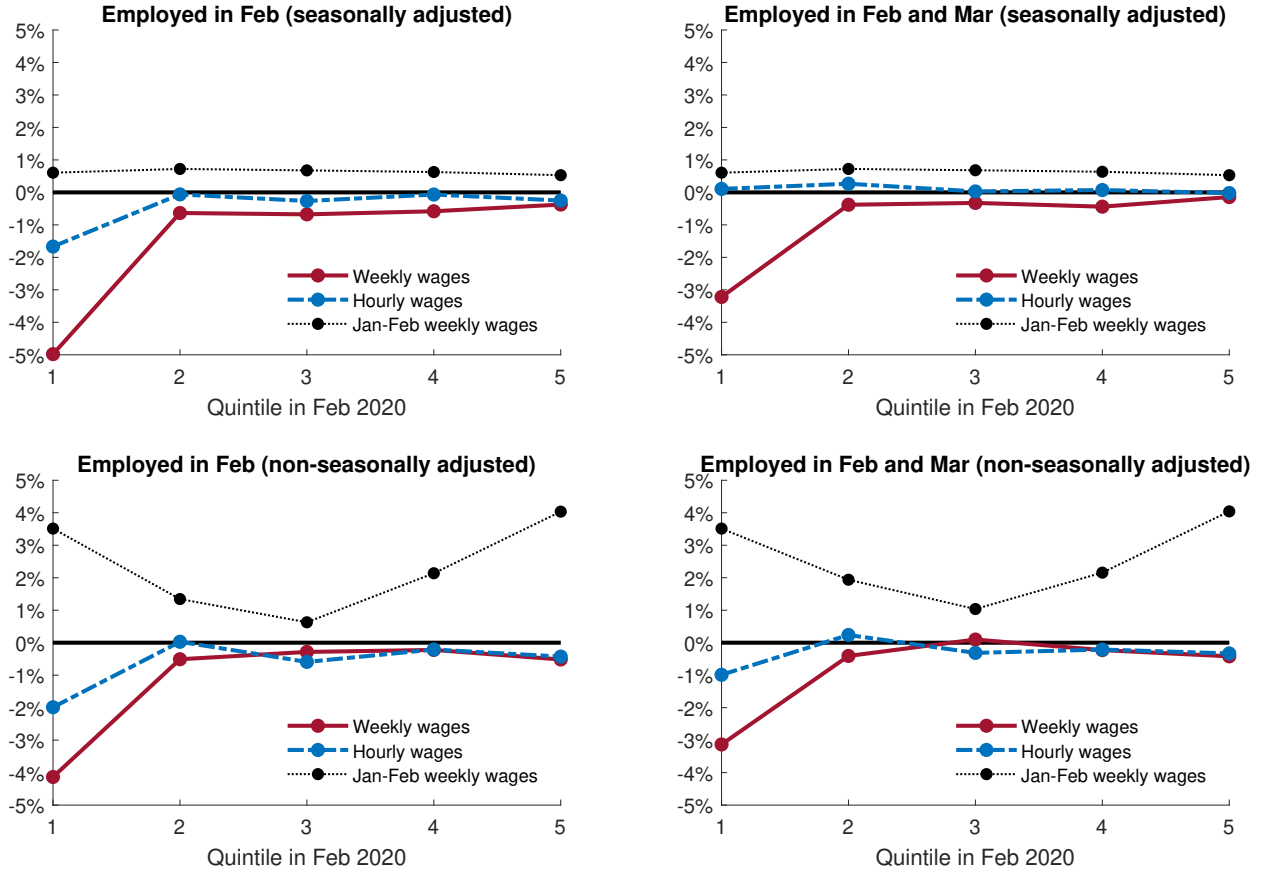 Employed in Feb (seasonally adjusted)
5%
4%
3%
2%
1%
0%
-1%
-2%
-3%
-4%
-5%
Weekly wages
Hourly wages
Jan-Feb weekly wages
1 2 3 4 5
Quintile in Feb 2020
Employed in Feb and Mar (seasonally adjusted)
5%
4%
3%
2%
1%
0%
-1%
-2%
-3%
-4%
-5%
Weekly wages
Hourly wages
Jan-Feb weekly wages
1 2 3 4 5
Quintile in Feb 2020
Employed in Feb (non-seasonally adjusted)
5%
4%
3%
2%
1%
0%
-1%
-2%
-3%
-4%
-5%
Weekly wages
Hourly wages
Jan-Feb weekly wages
1 2 3 4 5
Quintile in Feb 2020
Employed in Feb and Mar (non-seasonally adjusted)
5%
4%
3%
2%
1%
0%
-1%
-2%
-3%
-4%
-5%
Weekly wages
Hourly wages
Jan-Feb weekly wages
1 2 3 4 5
Quintile in Feb 2020